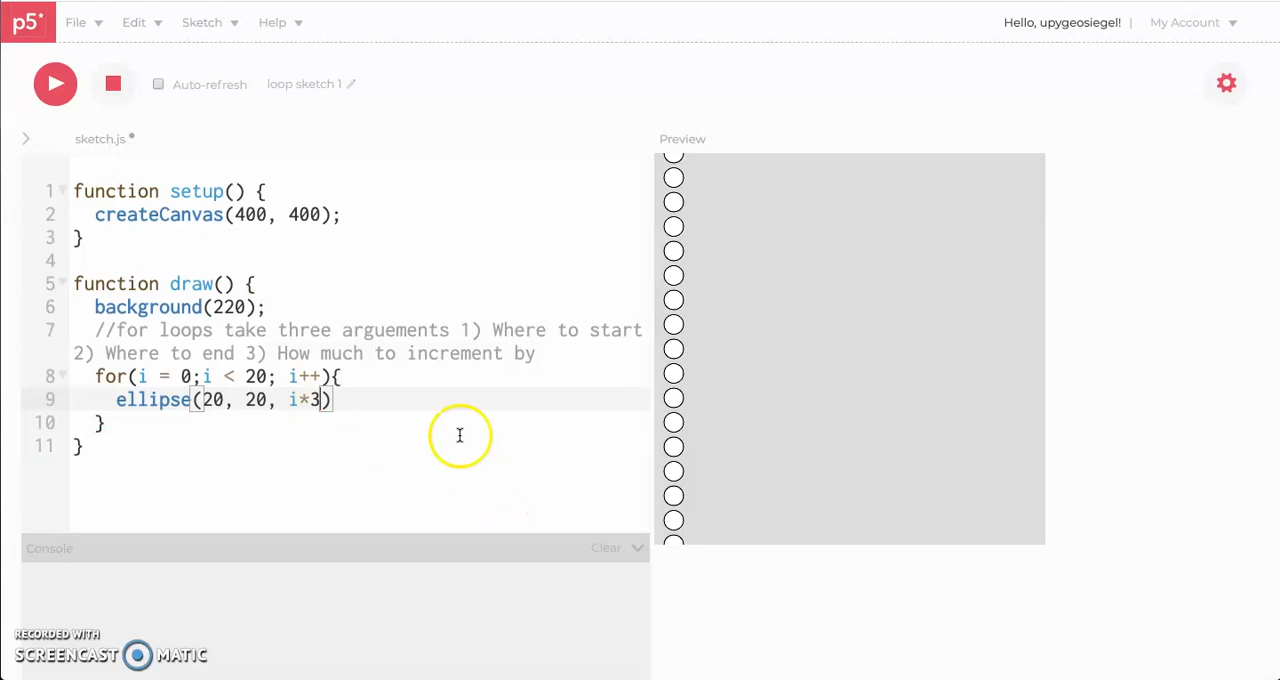 p5* File Edit Sketch Help Hello, upygeosiegel! | My Account
Auto-refresh loop sketch 1
sketch.js Preview
1 function setup() {
2 createCanvas(400, 400);
3 }
4
5 function draw() {
6 background(220);
7 //for loops take three arguements 1) Where to start
2) Where to end 3) How much to increment by
8 for(i = 0;i < 20; i++){
9 ellipse(20, 20, i*3)
10 }
11 }
Console Clear
RECORDED WITH
SCREENCAST MATIC